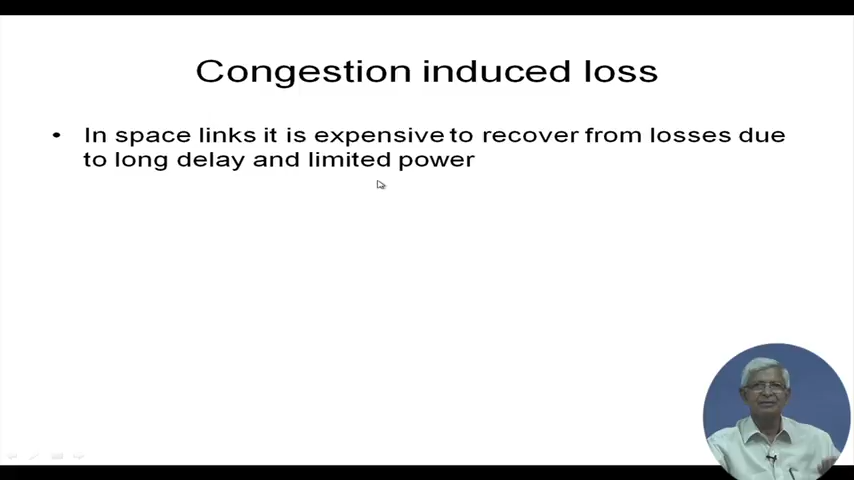 Congestion induced loss
• In space links it is expensive to recover from losses due
to long delay and limited power